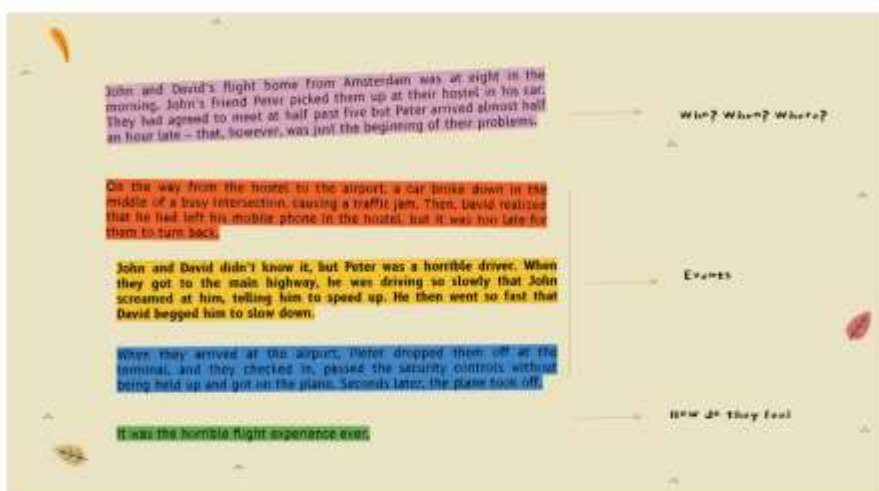 John and David's flight home from Amsterdam was at eight in the
morning. John's friend Peter picked them up at their hostel in his car.
They had agreed to meet at half past five but Peter arrived almost half
an hour late – that, however, was just the beginning of their problems.
Who? When? Where?
On the way from the hostel to the airport, a car broke down in the
middle of a busy intersection, causing a traffic jam. Then, David realized
that he had left his mobile phone in the hostel, but it was too late for
them to turn back.
John and David didn't know it, but Peter was a horrible driver. When
they got to the main highway, he was driving so slowly that John
screamed at him, telling him to speed up. He then went so fast that
David begged him to slow down.
Events
When they arrived at the airport, Pieter dropped them off at the
terminal, and they checked in, passed the security controls without
being held up and got on the plane. Seconds later, the plane took off.
It was the horrible flight experience ever.
How do they feel